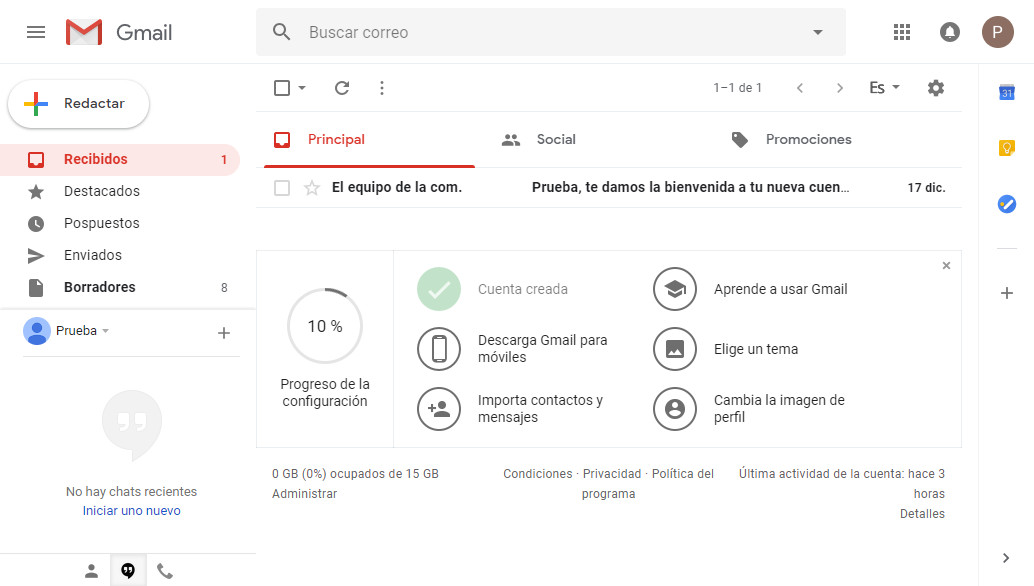 Gmail
Buscar correo
P
Redactar
1–1 de 1
Es
31
Recibidos 1
Destacados
Pospuestos
Enviados
Borradores 8
Prueba
No hay chats recientes
Iniciar uno nuevo
Principal
Social
Promociones
El equipo de la com. Prueba, te damos la bienvenida a tu nueva cuen... 17 dic.
10 %
Progreso de la
configuración
Cuenta creada
Descarga Gmail para
móviles
Importa contactos y
mensajes
Aprende a usar Gmail
Elige un tema
Cambia la imagen de
perfil
0 GB (0%) ocupados de 15 GB
Administrar
Condiciones · Privacidad · Política del
programa
Última actividad de la cuenta: hace 3
horas
Detalles